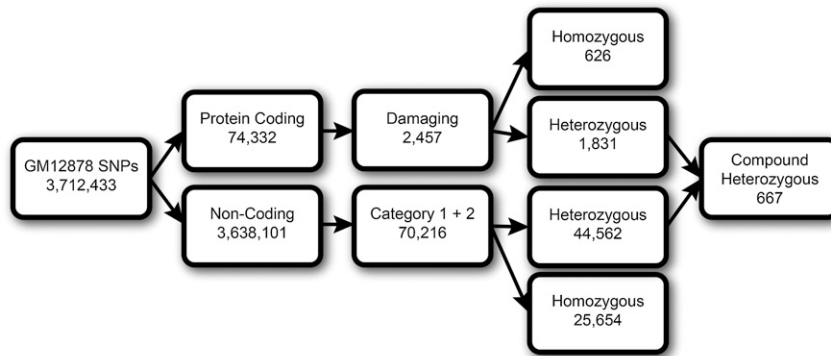 GM12878 SNPs
3,712,433
Protein Coding
74,332
Non-Coding
3,638,101
Damaging
2,457
Category 1 + 2
70,216
Homozygous
626
Heterozygous
1,831
Heterozygous
44,562
Homozygous
25,654
Compound
Heterozygous
667